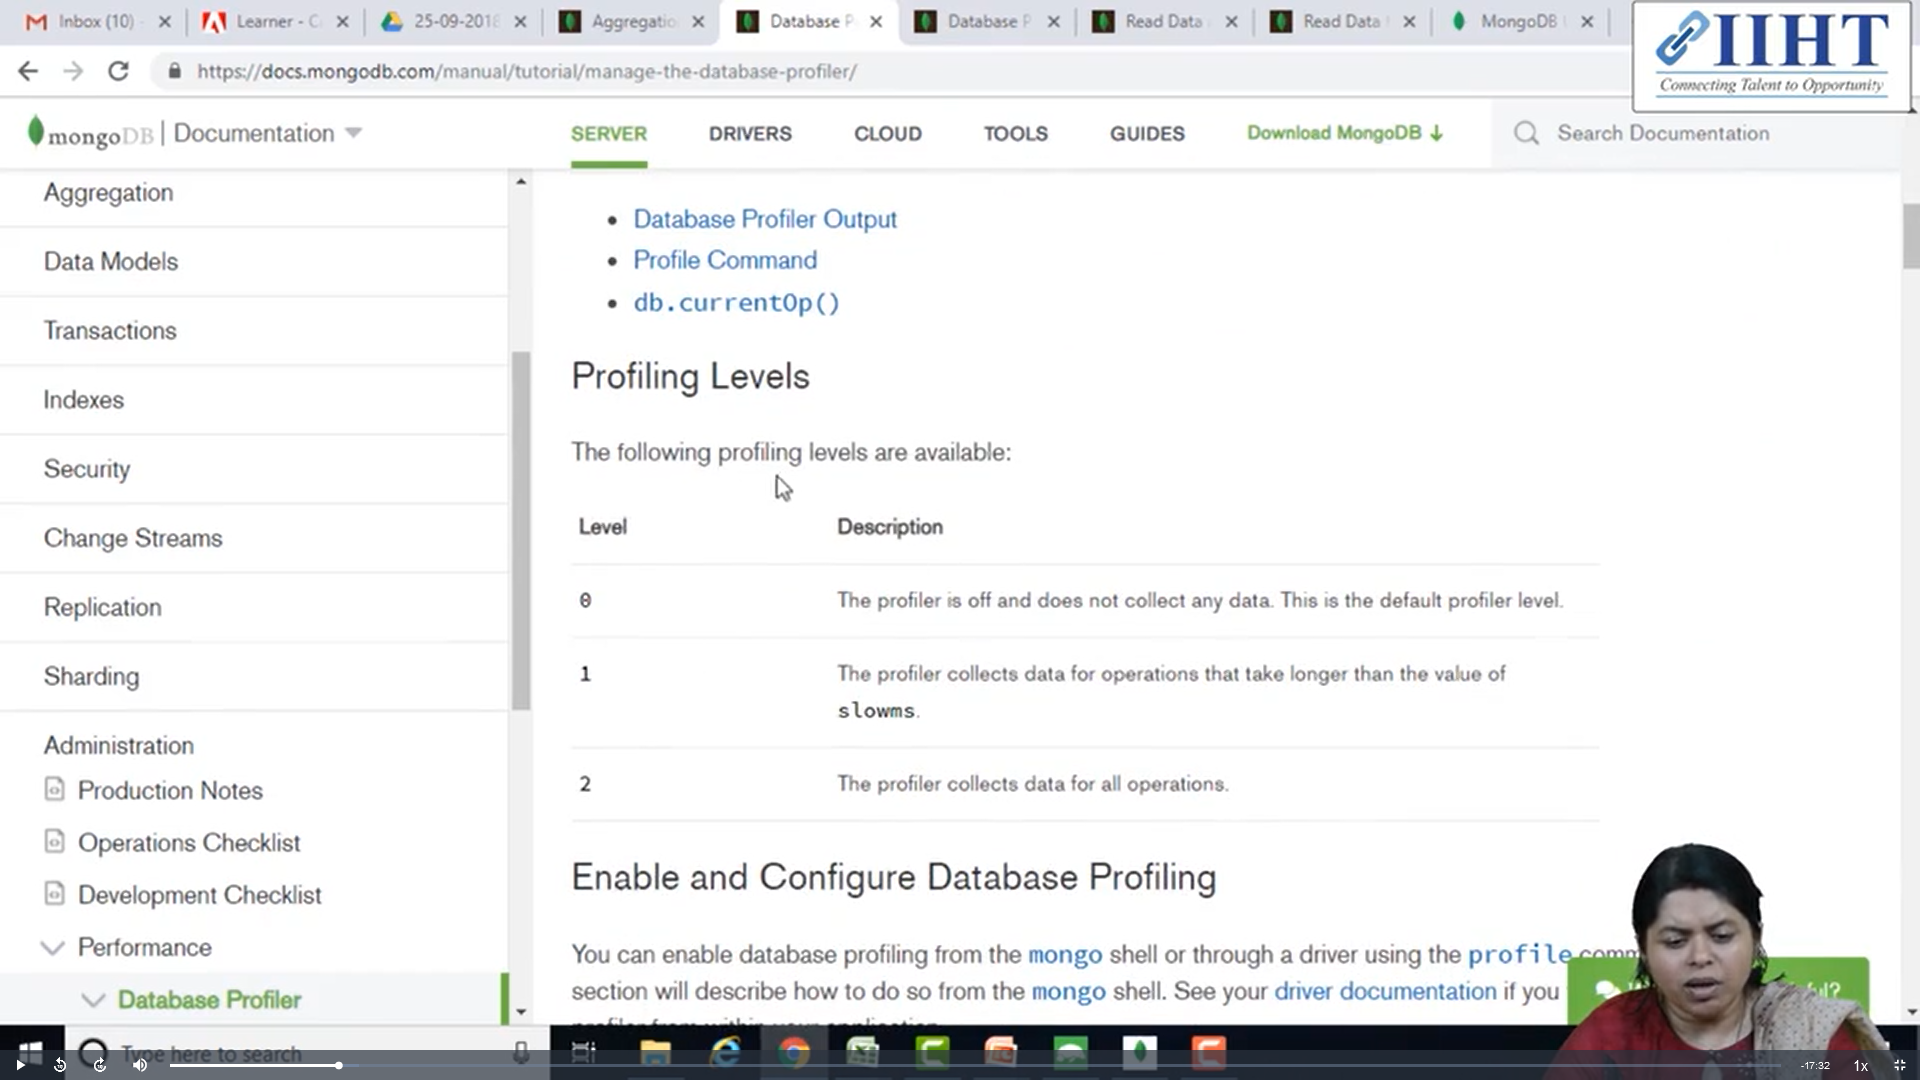 Inbox (10)
Learner - C
25-09-2018
Aggregatio
Database P
Database P
Read Data
Read Data
MongoDB
IIHT
Connecting Talent to Opportunity
https://docs.mongodb.com/manual/tutorial/manage-the-database-profiler/
mongoDB | Documentation
SERVER
DRIVERS
CLOUD
TOOLS
GUIDES
Download MongoDB
Search Documentation
Aggregation
Data Models
Transactions
Indexes
Security
Change Streams
Replication
Sharding
Administration
Production Notes
Operations Checklist
Development Checklist
Performance
Database Profiler
Database Profiler Output
Profile Command
db.currentOp()
Profiling Levels
The following profiling levels are available:
Level Description
0 The profiler is off and does not collect any data. This is the default profiler level.
1 The profiler collects data for operations that take longer than the value of
slowms.
2 The profiler collects data for all operations.
Enable and Configure Database Profiling
You can enable database profiling from the mongo shell or through a driver using the profile comm
section will describe how to do so from the mongo shell. See your driver documentation if you
Type here to search
-17:32
1x